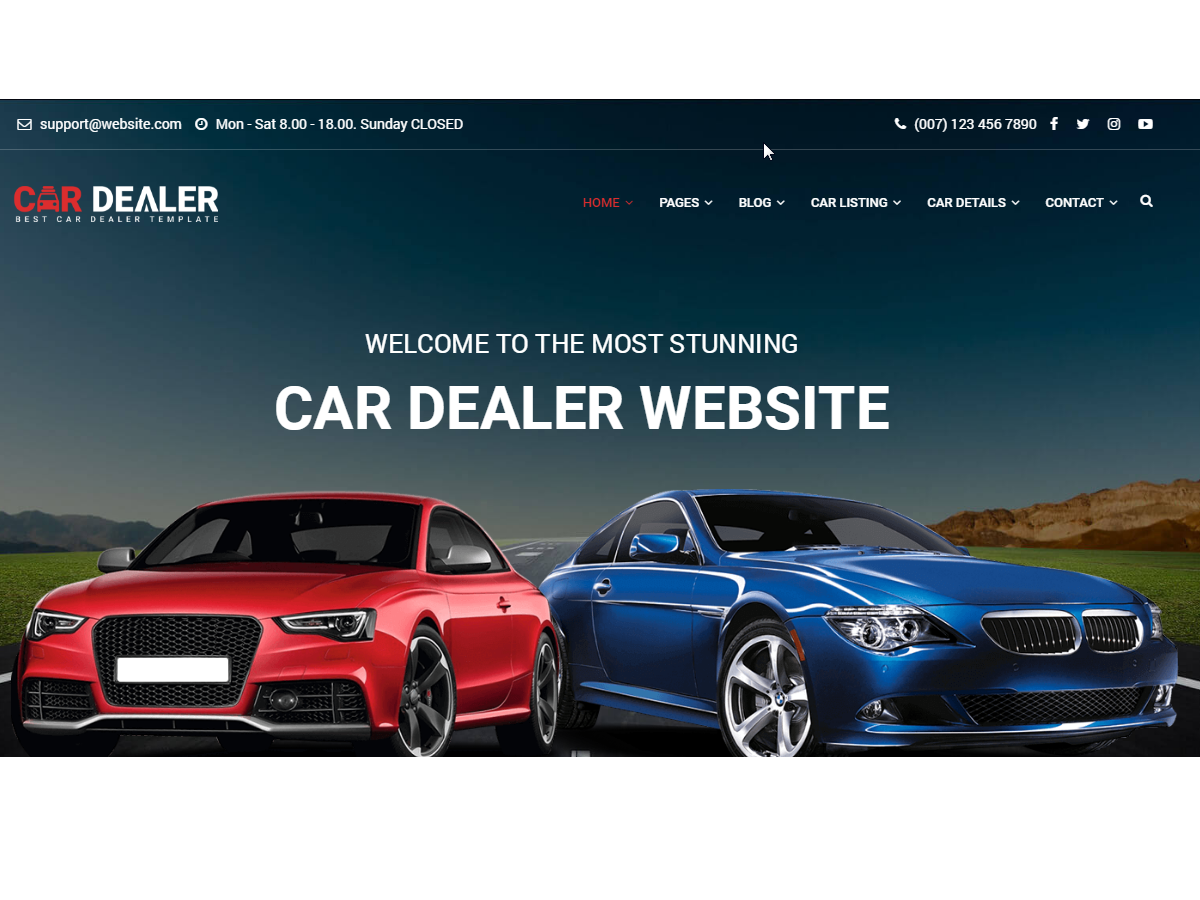 support@website.com Mon - Sat 8.00 - 18.00. Sunday CLOSED (007) 123 456 7890
CAR DEALER
BEST CAR DEALER TEMPLATE
HOME PAGES BLOG CAR LISTING CAR DETAILS CONTACT
WELCOME TO THE MOST STUNNING
CAR DEALER WEBSITE